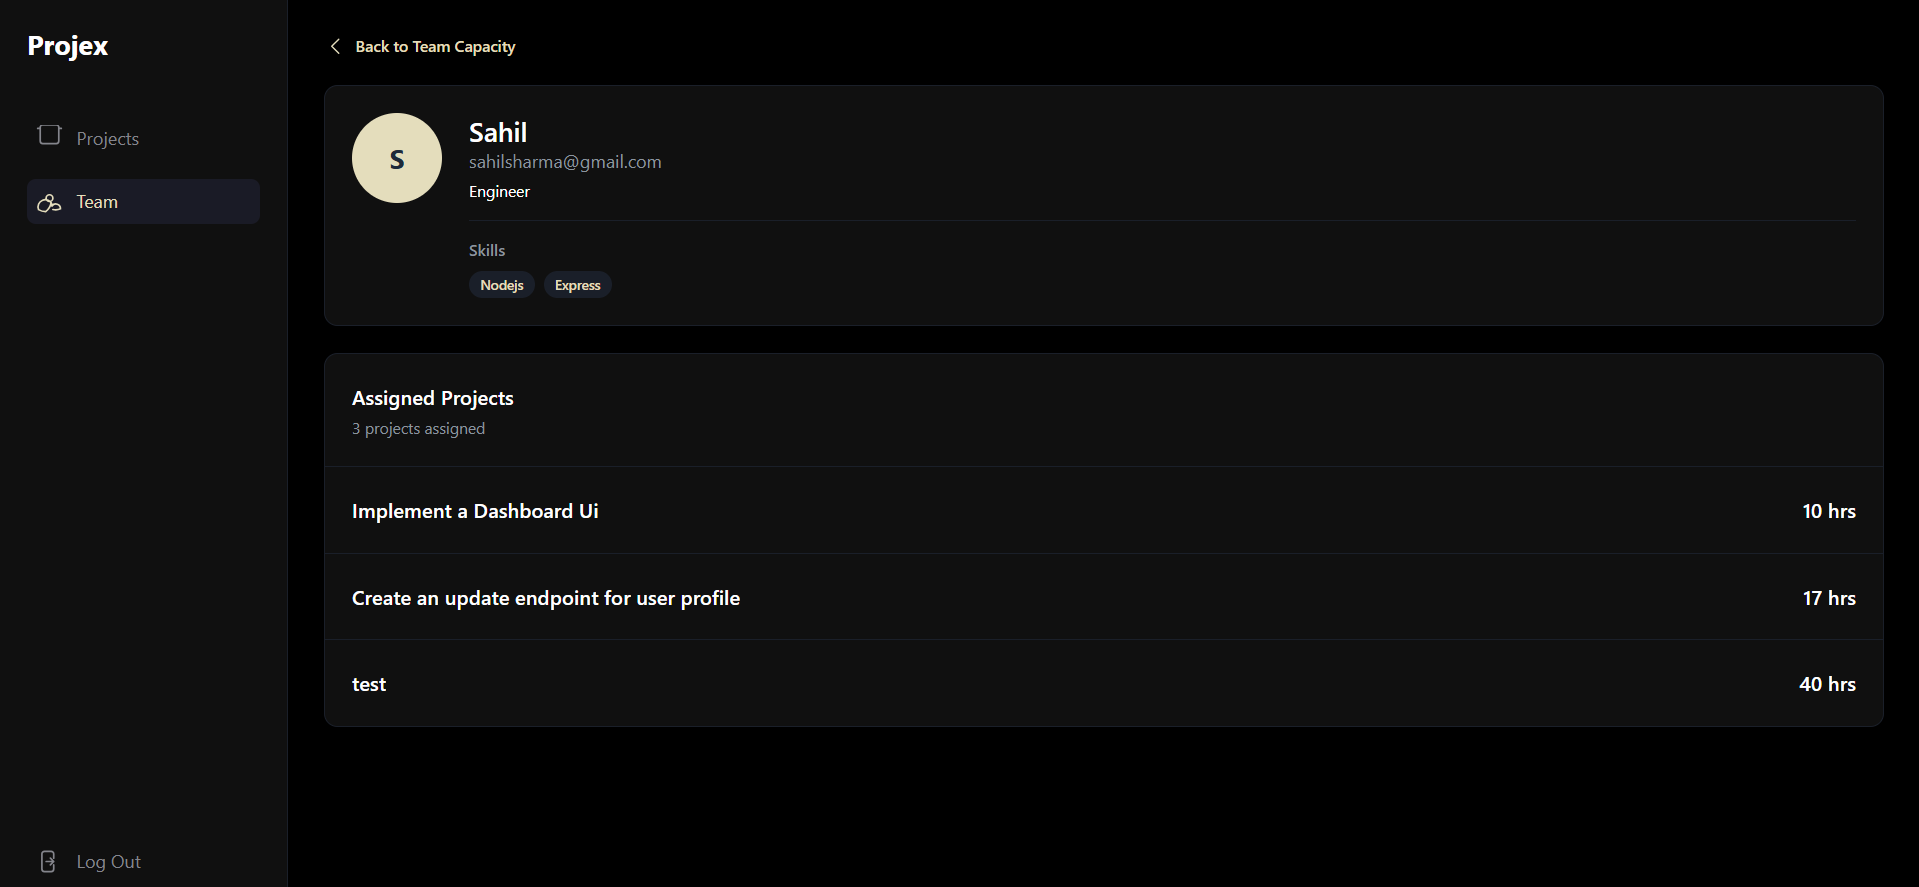 Projex
Projects
Team
Log Out
Back to Team Capacity
S
Sahil
sahilsharma@gmail.com
Engineer
Skills
Nodejs Express
Assigned Projects
3 projects assigned
Implement a Dashboard Ui 10 hrs
Create an update endpoint for user profile 17 hrs
test 40 hrs